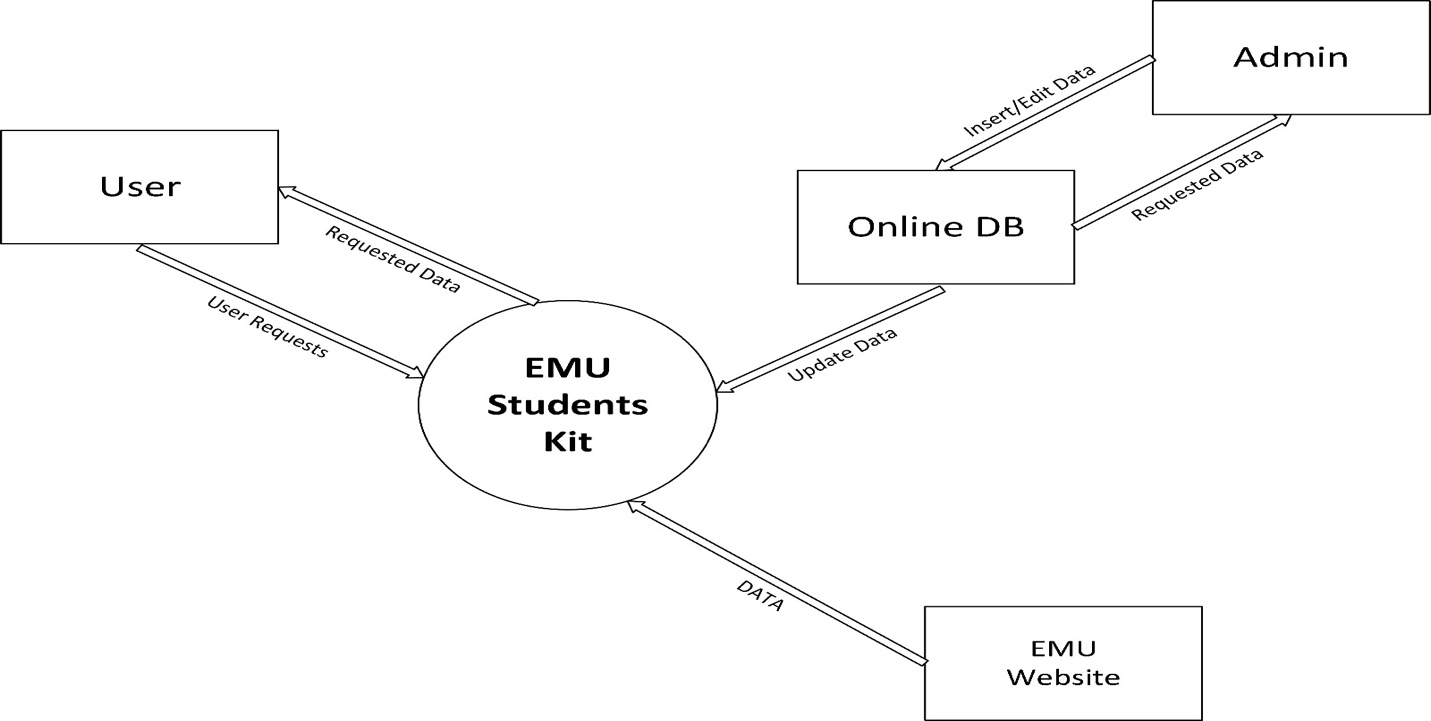 Admin
Insert/Edit Data
Requested Data
User
Online DB
Requested Data
User Requests
Update Data
EMU
Students
Kit
DATA
EMU
Website